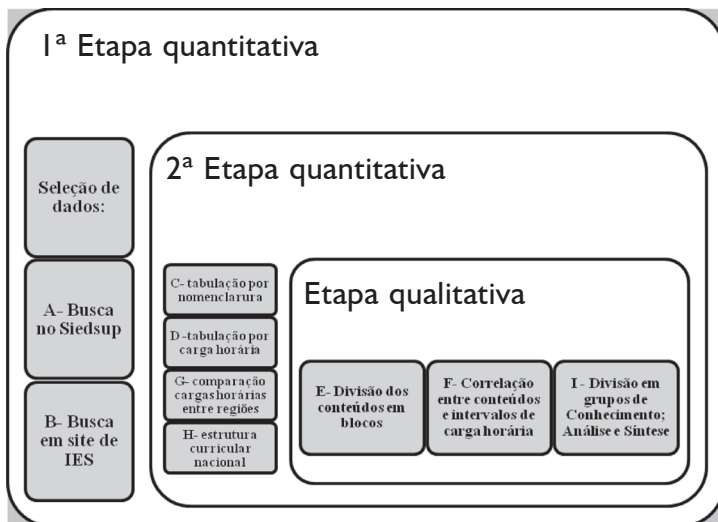 1ª Etapa quantitativa
Seleção de
dados:
A- Busca
no Siedsup
B- Busca
em site de
IES
2ª Etapa quantitativa
C- tabulação por
nomenclarura
D -tabulação por
carga horária
G- comparação
cargas horárias
entre regiões
H- estrutura
curricular
nacional
Etapa qualitativa
E- Divisão dos
conteúdos em
blocos
F- Correlação
entre conteúdos
e intervalos de
carga horária
I - Divisão em
grupos de
Conhecimento;
Análise e Síntese